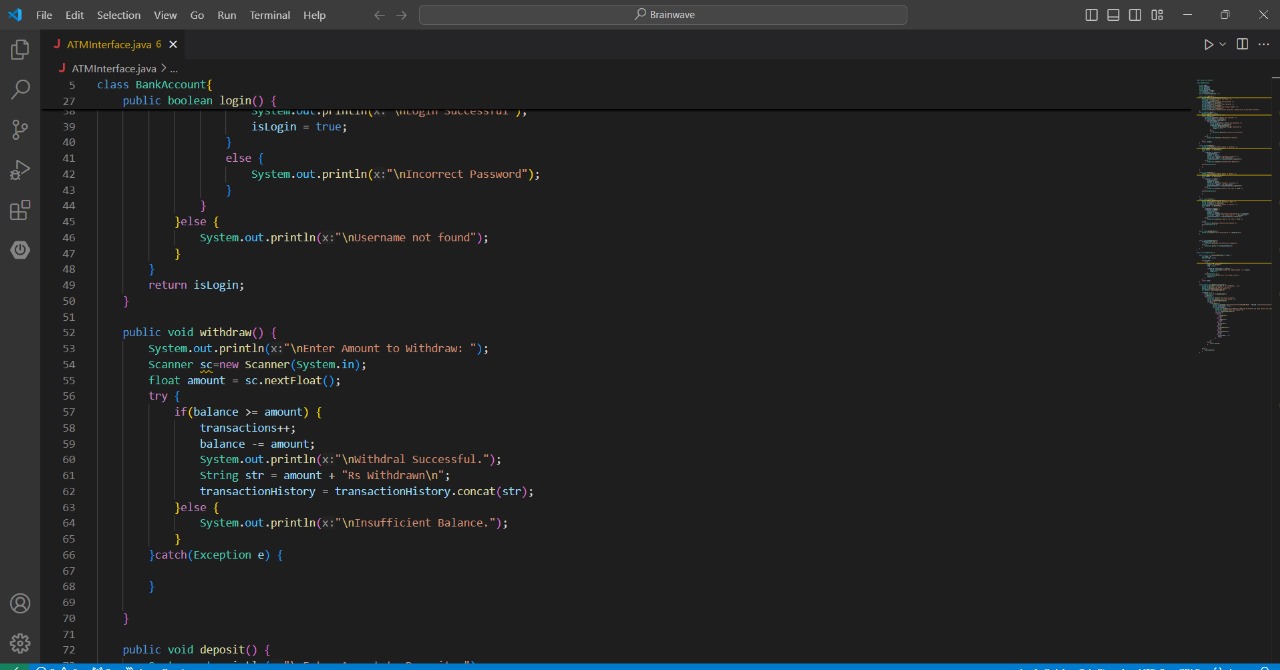 File Edit Selection View Go Run Terminal Help
Brainwave
J ATMInterface.java 6
J ATMInterface.java > ...
5 class BankAccount{
27 public boolean login() {
38 System.out.println(x: "\nLogin Successful");
39 isLogin = true;
40 }
41 else {
42 System.out.println(x:"\nIncorrect Password");
43 }
44 }
45 }else {
46 System.out.println(x:"\nUsername not found");
47 }
48 }
49 return isLogin;
50 }
51
52 public void withdraw() {
53 System.out.println(x:"\nEnter Amount to Withdraw: ");
54 Scanner sc=new Scanner(System.in);
55 float amount = sc.nextFloat();
56 try {
57 if(balance >= amount) {
58 transactions++;
59 balance -= amount;
60 System.out.println(x:"\nWithdral Successful.");
61 String str = amount + "Rs Withdrawn\n";
62 transactionHistory = transactionHistory.concat(str);
63 }else {
64 System.out.println(x:"\nInsufficient Balance.");
65 }
66 }catch(Exception e) {
67
68 }
69
70 }
71
72 public void deposit() {